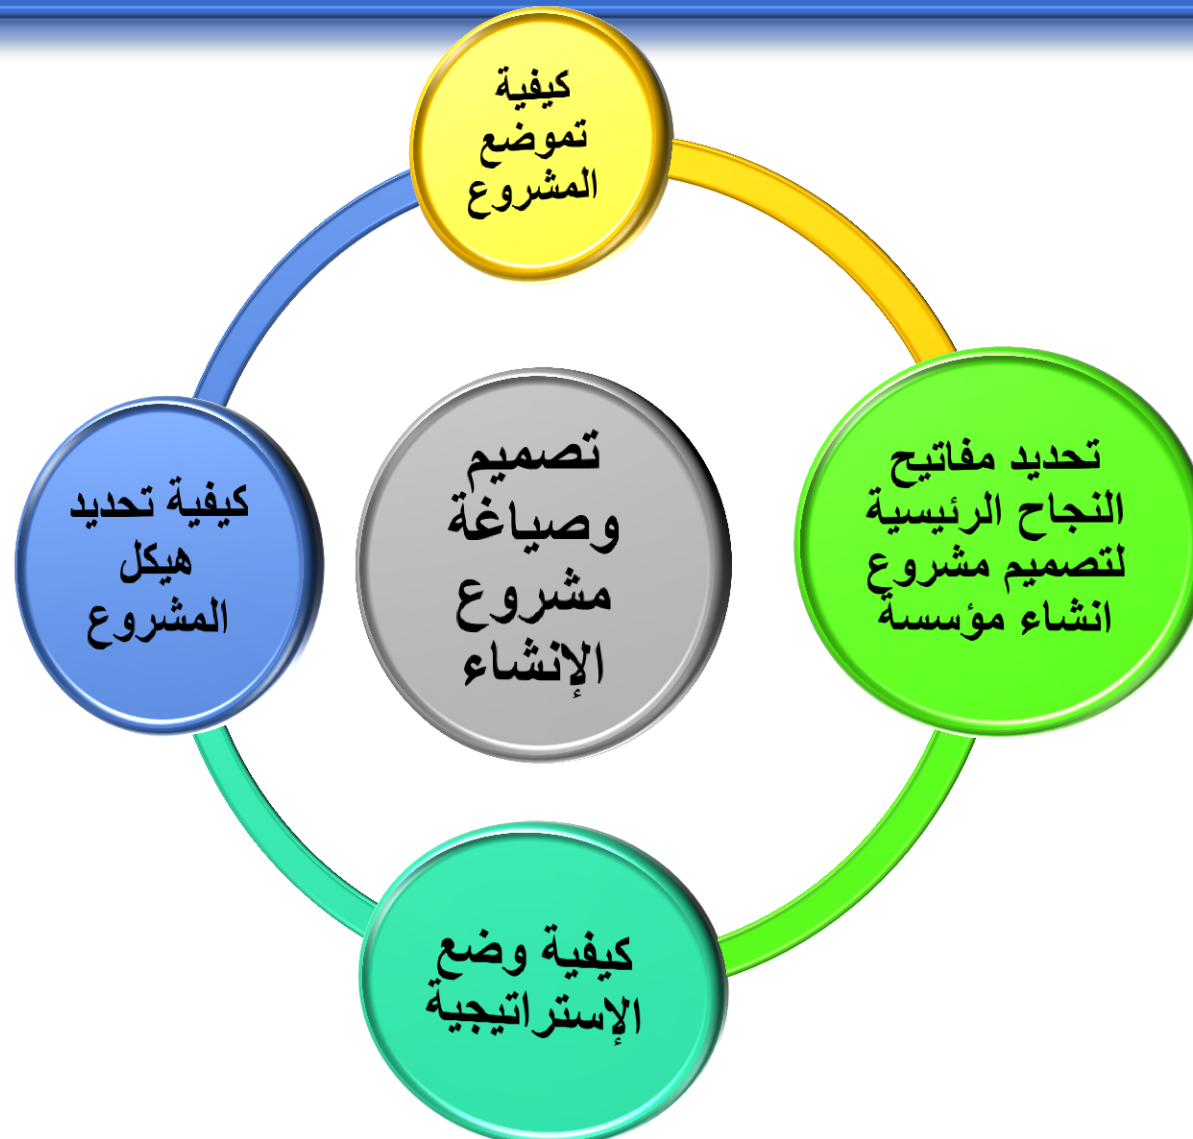 كيفية
تموضع
المشروع
تحديد مفاتيح
النجاح الرئيسية
لتصميم مشروع
انشاء مؤسسة
كيفية وضع
الإستراتيجية
كيفية تحديد
هيكل
المشروع
تصميم
وصياغة
مشروع
الإنشاء